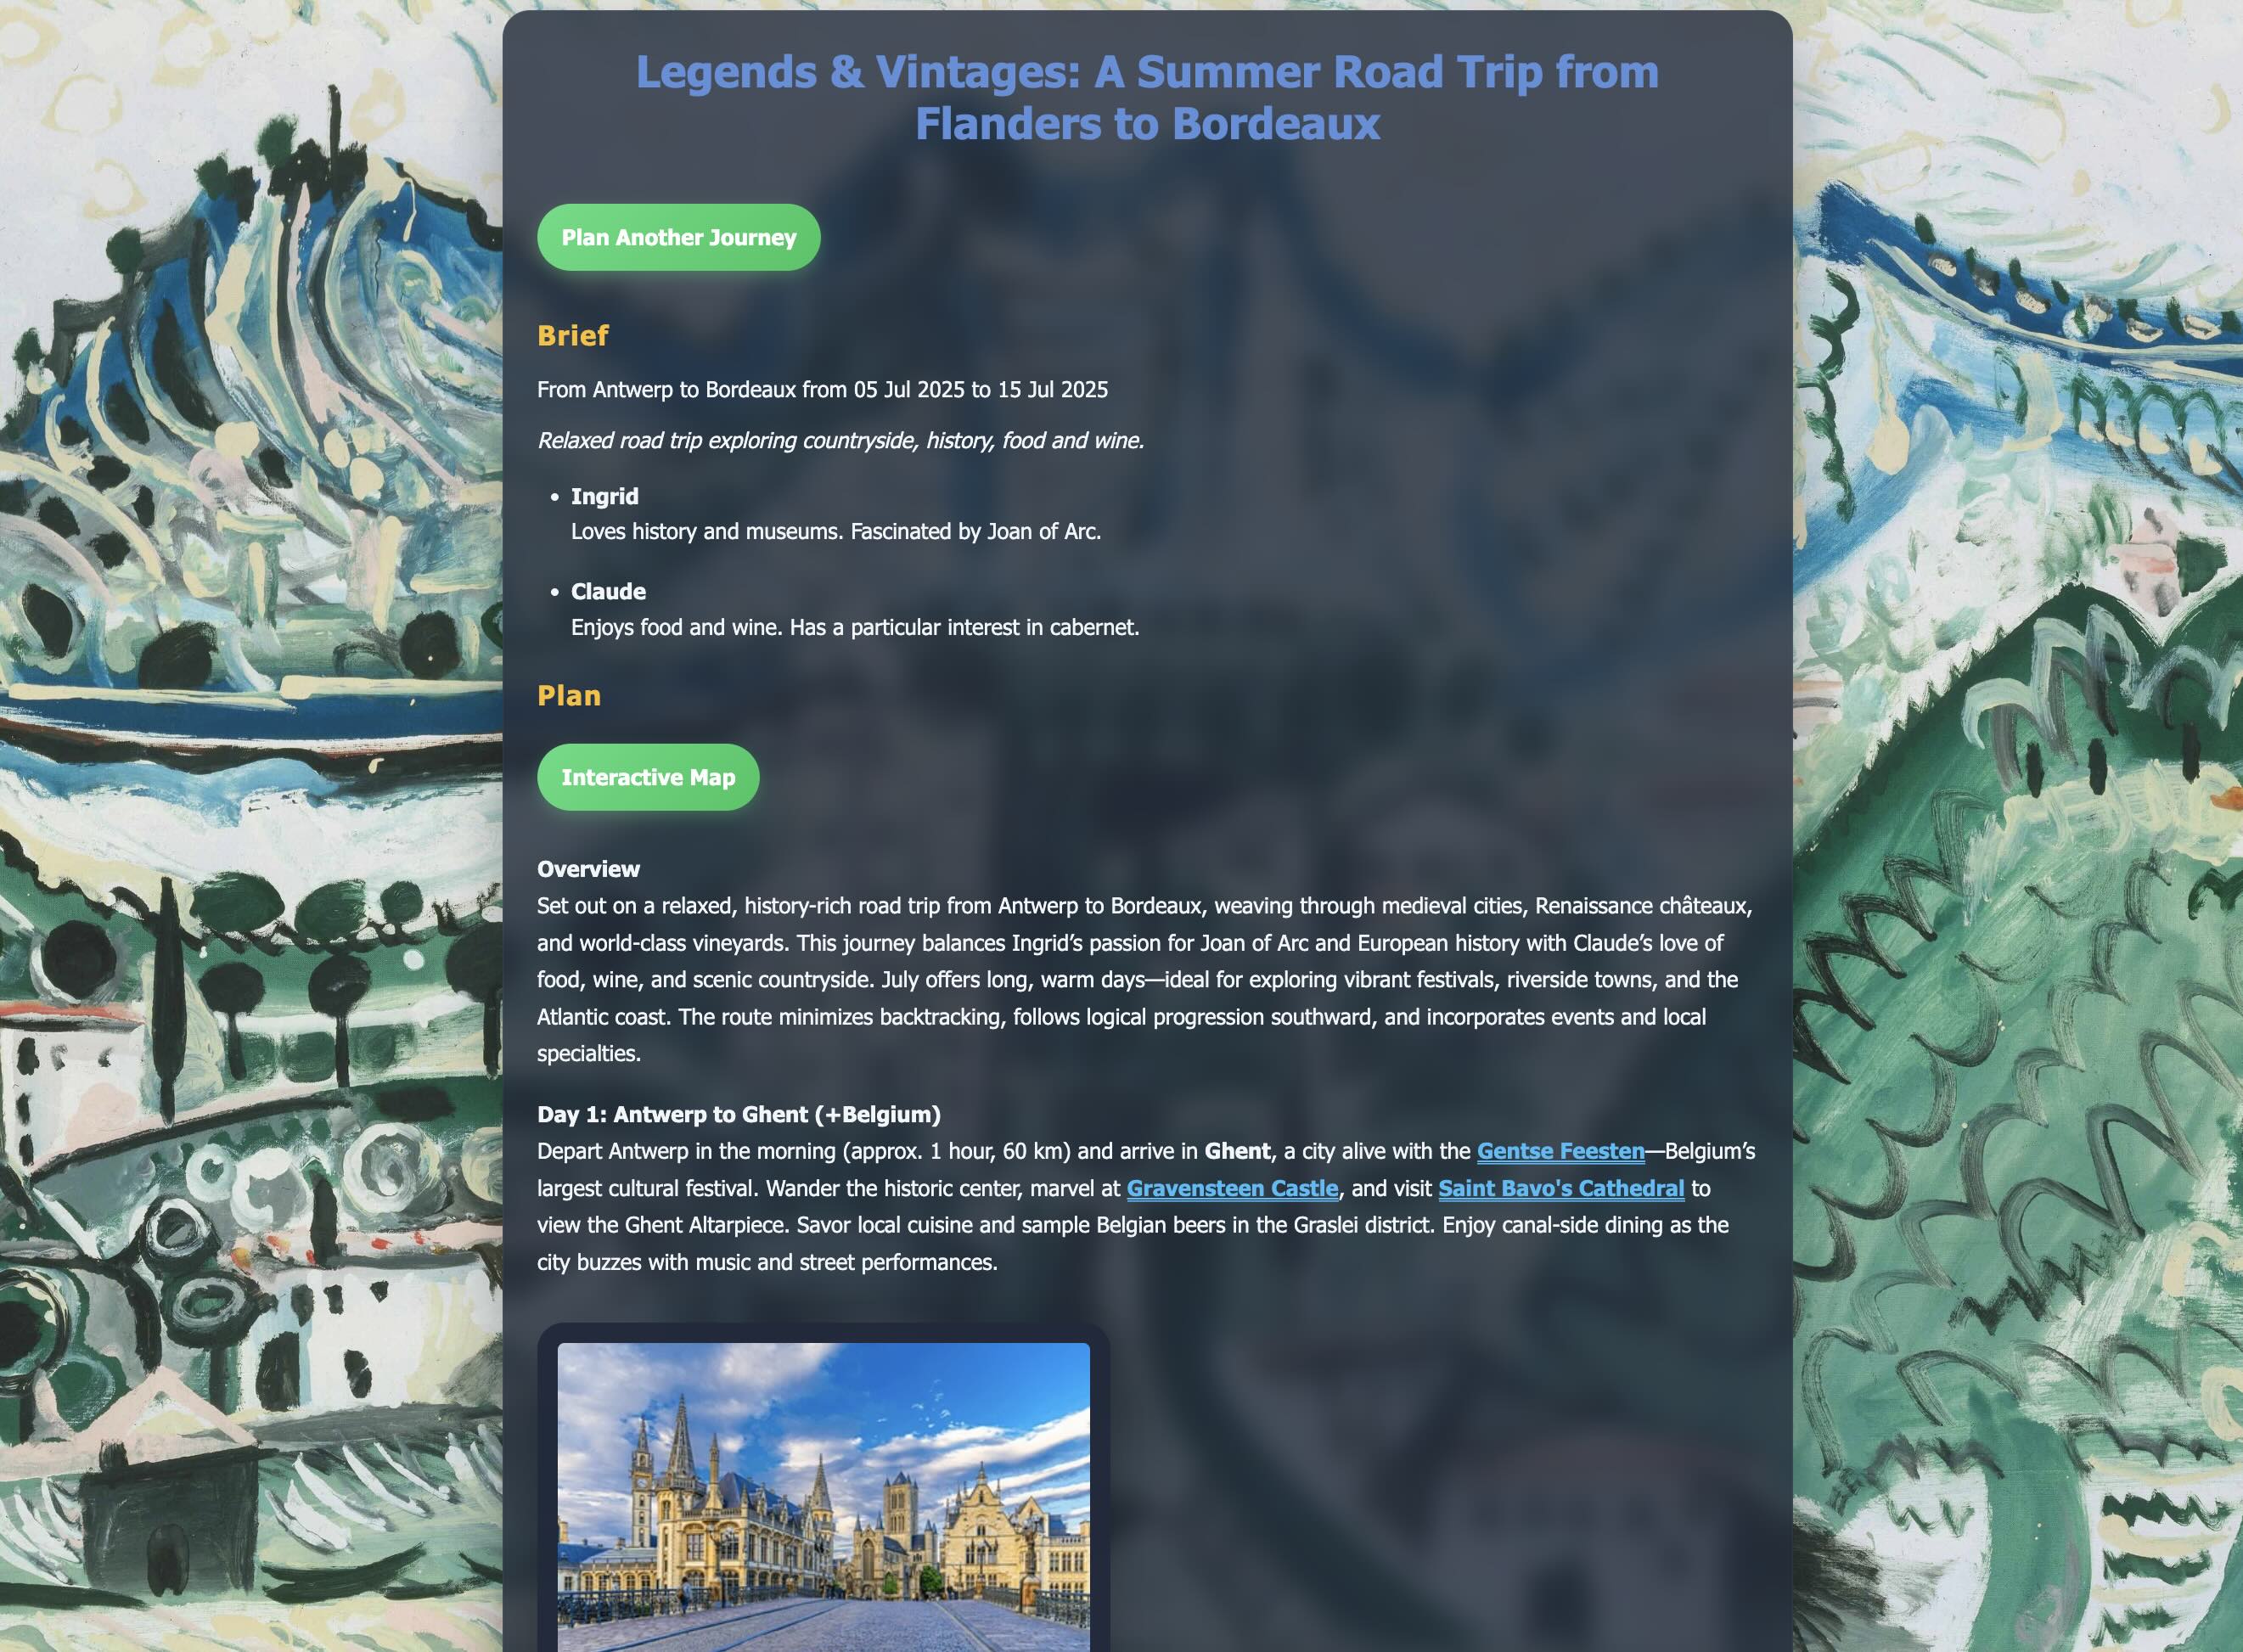 Legends & Vintages: A Summer Road Trip from
Flanders to Bordeaux
Plan Another Journey
Brief
From Antwerp to Bordeaux from 05 Jul 2025 to 15 Jul 2025
Relaxed road trip exploring countryside, history, food and wine.
• Ingrid
Loves history and museums. Fascinated by Joan of Arc.
• Claude
Enjoys food and wine. Has a particular interest in cabernet.
Plan
Interactive Map
Overview
Set out on a relaxed, history-rich road trip from Antwerp to Bordeaux, weaving through medieval cities, Renaissance châteaux,
and world-class vineyards. This journey balances Ingrid’s passion for Joan of Arc and European history with Claude’s love of
food, wine, and scenic countryside. July offers long, warm days—ideal for exploring vibrant festivals, riverside towns, and the
Atlantic coast. The route minimizes backtracking, follows logical progression southward, and incorporates events and local
specialties.
Day 1: Antwerp to Ghent (+Belgium)
Depart Antwerp in the morning (approx. 1 hour, 60 km) and arrive in Ghent, a city alive with the Gentse Feesten—Belgium’s
largest cultural festival. Wander the historic center, marvel at Gravensteen Castle, and visit Saint Bavo's Cathedral to
view the Ghent Altarpiece. Savor local cuisine and sample Belgian beers in the Graslei district. Enjoy canal-side dining as the
city buzzes with music and street performances.